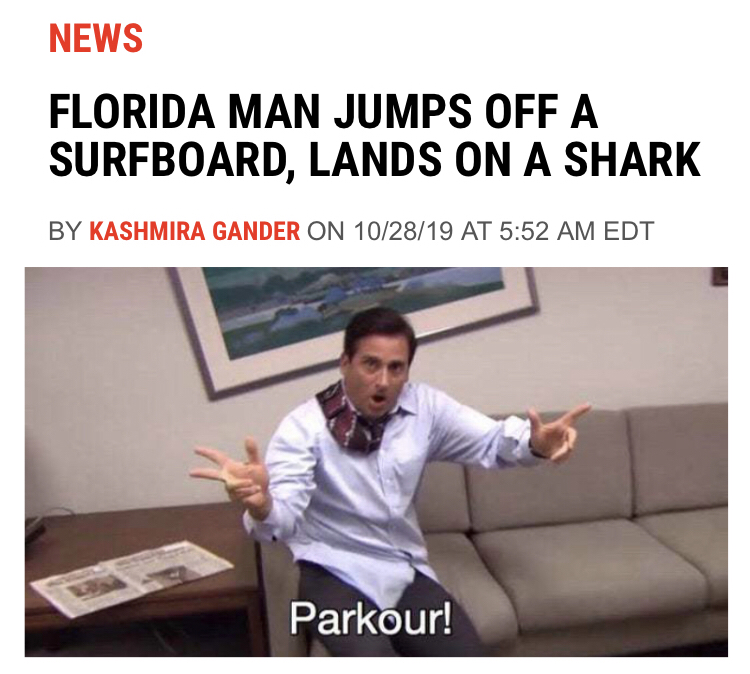 NEWS
FLORIDA MAN JUMPS OFF A
SURFBOARD, LANDS ON A SHARK
BY KASHMIRA GANDER ON 10/28/19 AT 5:52 AM EDT
Parkour!